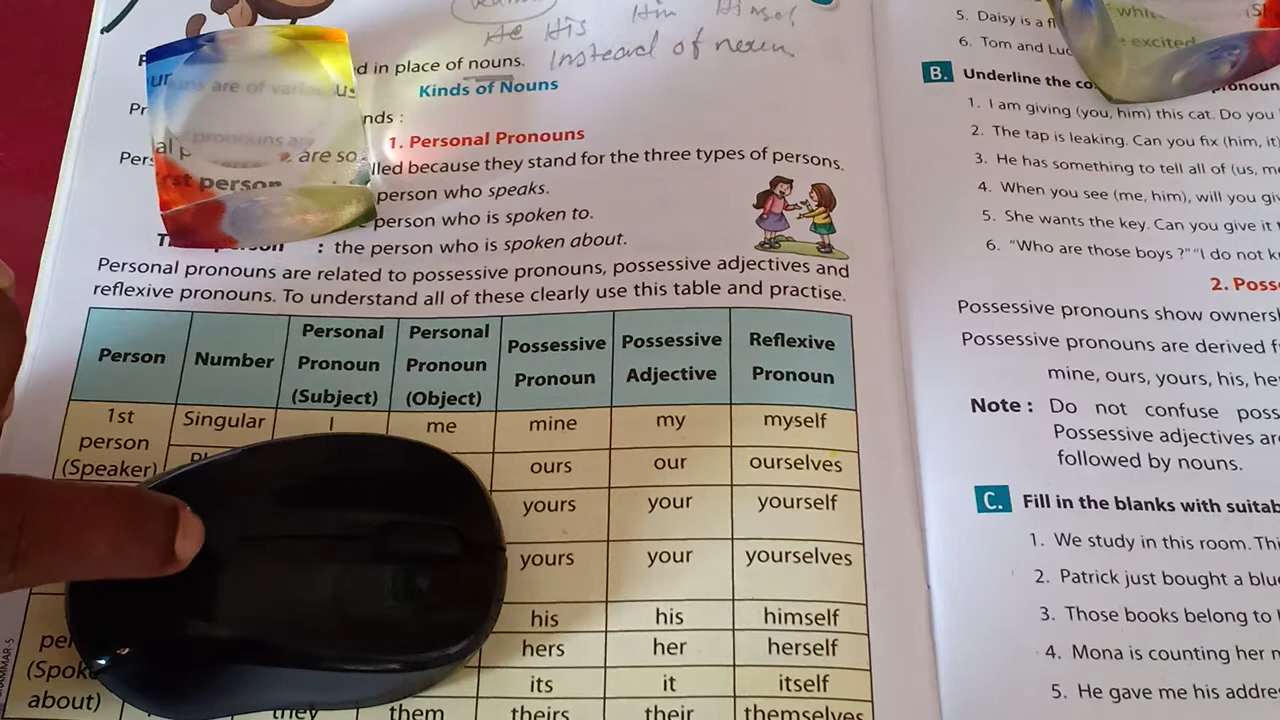 He His Him Himself
d in place of nouns. Instead of noun
Kinds of Nouns
nds :
1. Personal Pronouns
Pers are so lled because they stand for the three types of persons.
person who speaks.
person who is spoken to.
: the person who is spoken about.
Personal pronouns are related to possessive pronouns, possessive adjectives and
reflexive pronouns. To understand all of these clearly use this table and practise.
Person Number Personal Pronoun (Subject) Personal Pronoun (Object) Possessive Pronoun Possessive Adjective Reflexive Pronoun
1st person (Speaker) Singular I me mine my myself
ours our ourselves
yours your yourself
yours your yourselves
his his himself
hers her herself
its it itself
about) they them theirs their themselves
5. Daisy is a fl
6. Tom and Luc excited
B. Underline the co pronoun
1. I am giving (you, him) this cat. Do you
2. The tap is leaking. Can you fix (him, it)
3. He has something to tell all of (us, m
4. When you see (me, him), will you gi
5. She wants the key. Can you give it
6. "Who are those boys ?" "I do not k
2. Poss
Possessive pronouns show owners
Possessive pronouns are derived f
mine, ours, yours, his, he
Note : Do not confuse poss
Possessive adjectives ar
followed by nouns.
C. Fill in the blanks with suitab
1. We study in this room. Thi
2. Patrick just bought a blu
3. Those books belong to
4. Mona is counting her
5. He gave me his addre